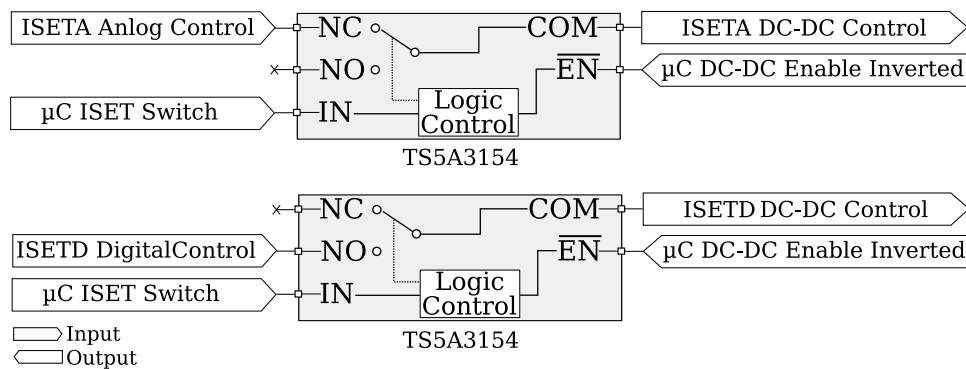 ISETA Anlog Control
NC
COM
ISETA DC-DC Control
NO
EN
µC DC-DC Enable Inverted
µC ISET Switch
IN
Logic
Control
TS5A3154
NC
COM
ISETD DC-DC Control
ISETD DigitalControl
NO
EN
µC DC-DC Enable Inverted
µC ISET Switch
IN
Logic
Control
TS5A3154
Input
Output